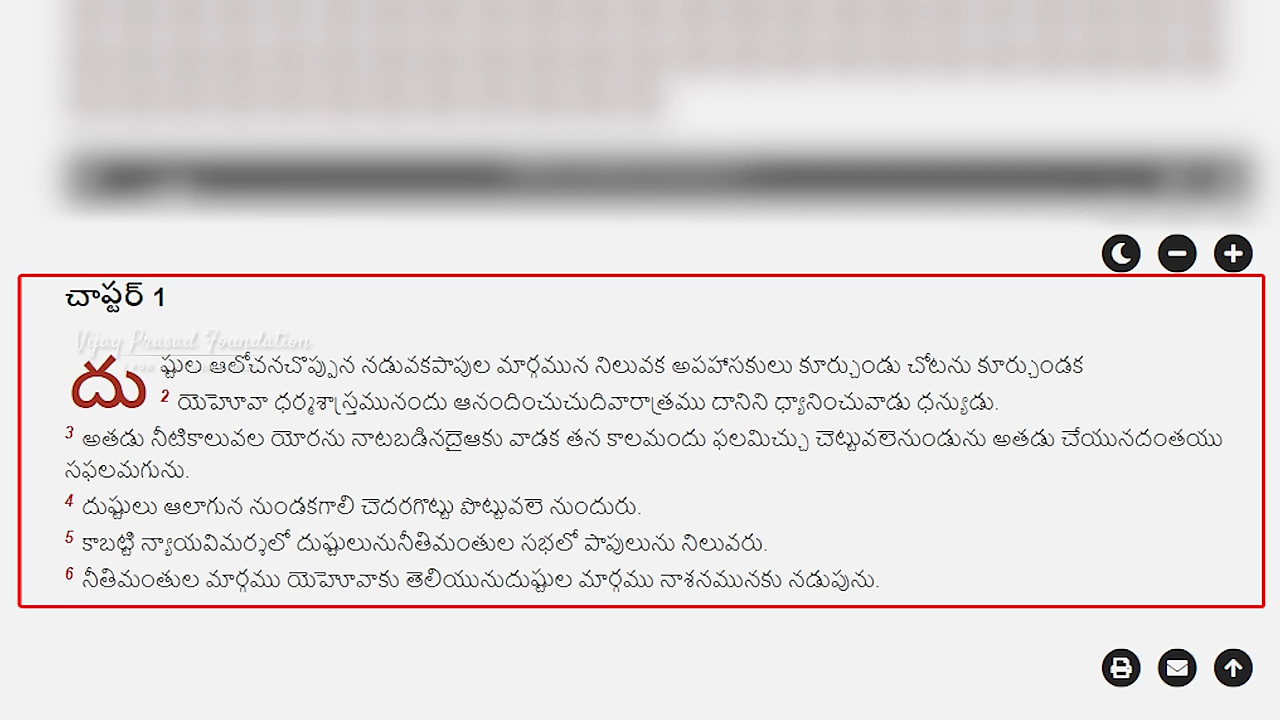 చాప్టర్ 1
Vijay Prasad Foundation
దుష్టుల ఆలోచనచొప్పున నడువకపాపుల మార్గమున నిలువక అపహాసకులు కూర్చుండు చోటను కూర్చుండక
2 యెహోవా ధర్మశాస్త్రమునందు ఆనందించుచుదివారాత్రము దానిని ధ్యానించువాడు ధన్యుడు.
3 అతడు నీటికాలువల యోరను నాటబడినదైఆకు వాడక తన కాలమందు ఫలమిచ్చు చెట్టువలెనుండును అతడు చేయునదంతయు
సఫలమగును.
4 దుష్టులు ఆలాగున నుండకగాలి చెదరగొట్టు పొట్టువలె నుందురు.
5 కాబట్టి న్యాయవిమర్శలో దుష్టులునునీతిమంతుల సభలో పాపులును నిలువరు.
6 నీతిమంతుల మార్గము యెహోవాకు తెలియునుదుష్టుల మార్గము నాశనమునకు నడుపును.